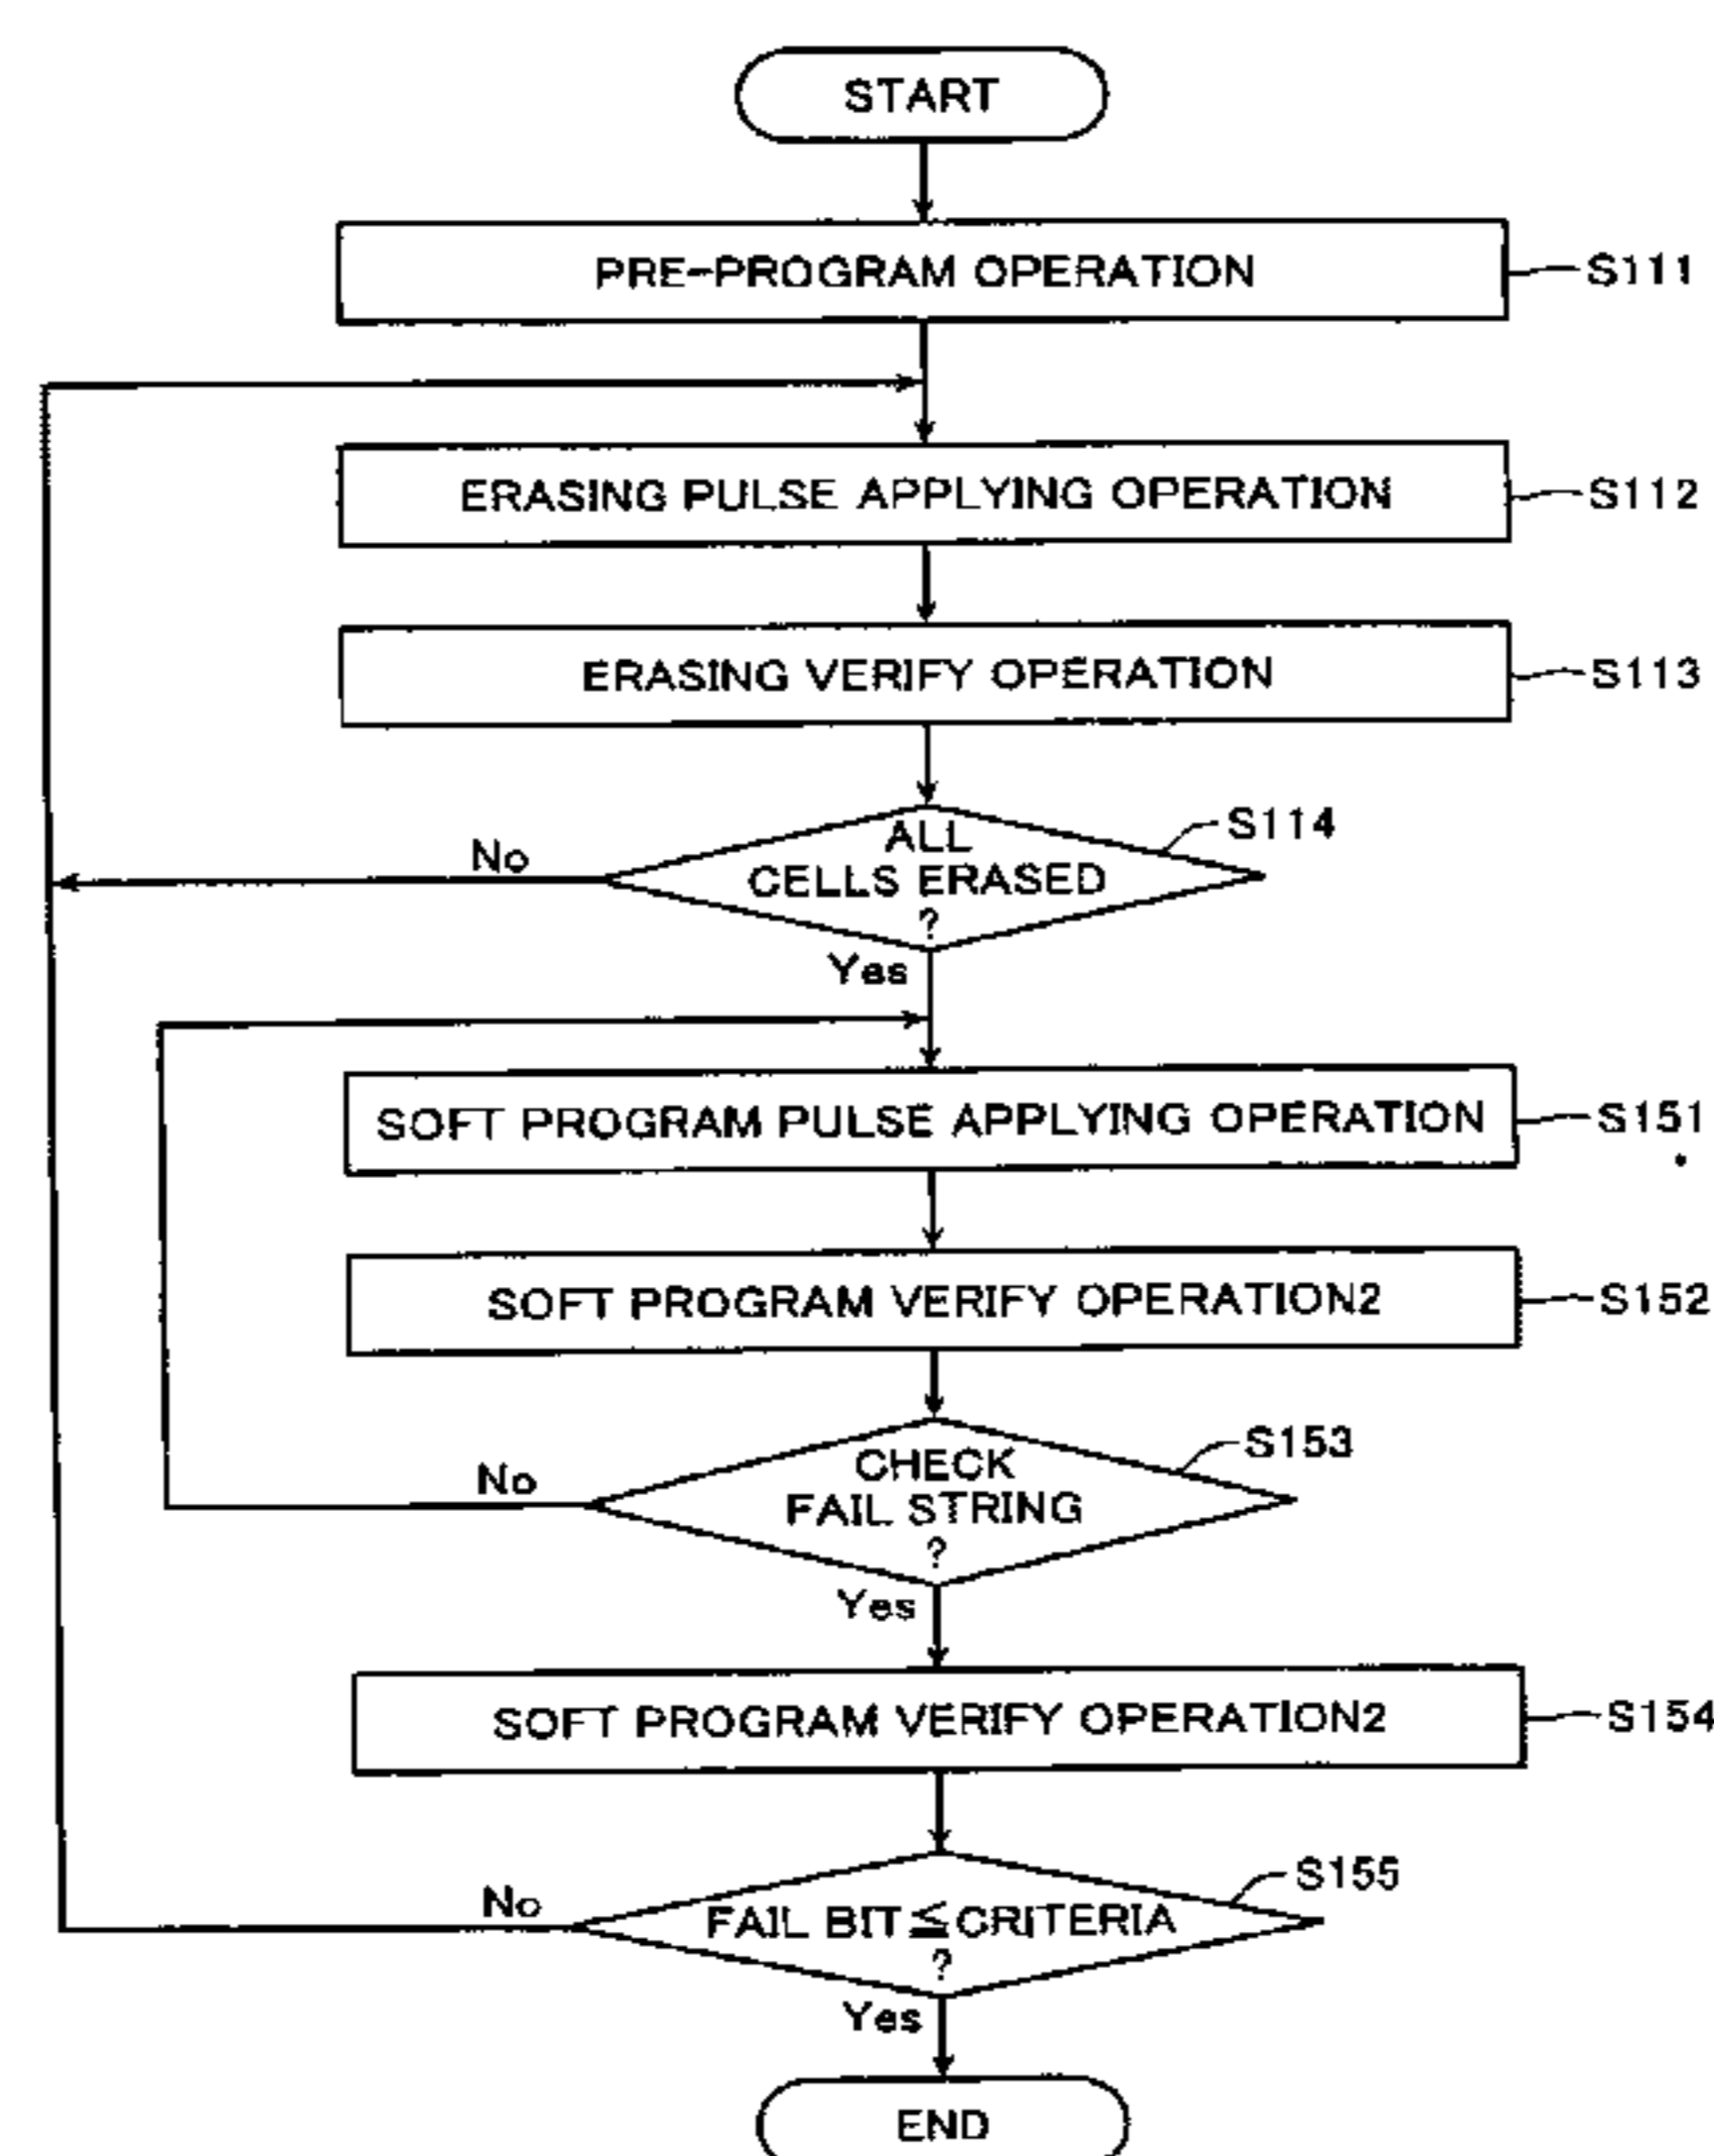 START
PRE-PROGRAM OPERATION
S111
ERASING PULSE APPLYING OPERATION
S112
ERASING VERIFY OPERATION
S113
ALL
CELLS ERASED
?
S114
No
Yes
SOFT PROGRAM PULSE APPLYING OPERATION
S151
SOFT PROGRAM VERIFY OPERATION2
S152
CHECK
FAIL STRING
?
S153
No
Yes
SOFT PROGRAM VERIFY OPERATION2
S154
FAIL BIT≦CRITERIA
?
S155
No
Yes
END